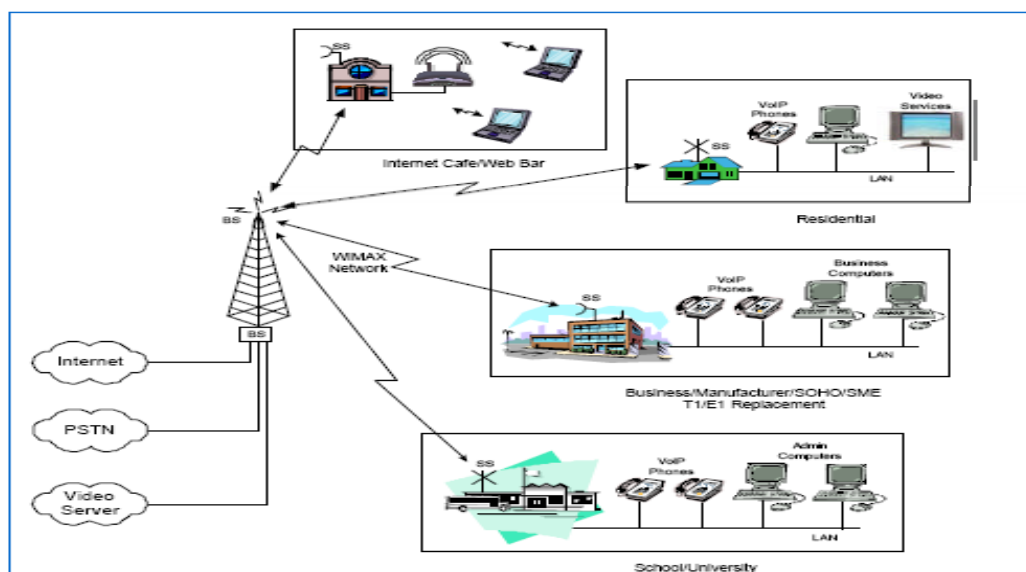 SS
Internet Cafe/Web Bar
VoIP
Phones
Video
Services
SS
LAN
Residential
BS
WIMAX
Network
SS
VoIP
Phones
Business
Computers
LAN
Business/Manufacturer/SOHO/SME
T1/E1 Replacement
BS
Internet
PSTN
Video
Server
SS
VoIP
Phones
Admin
Computers
LAN
School/University